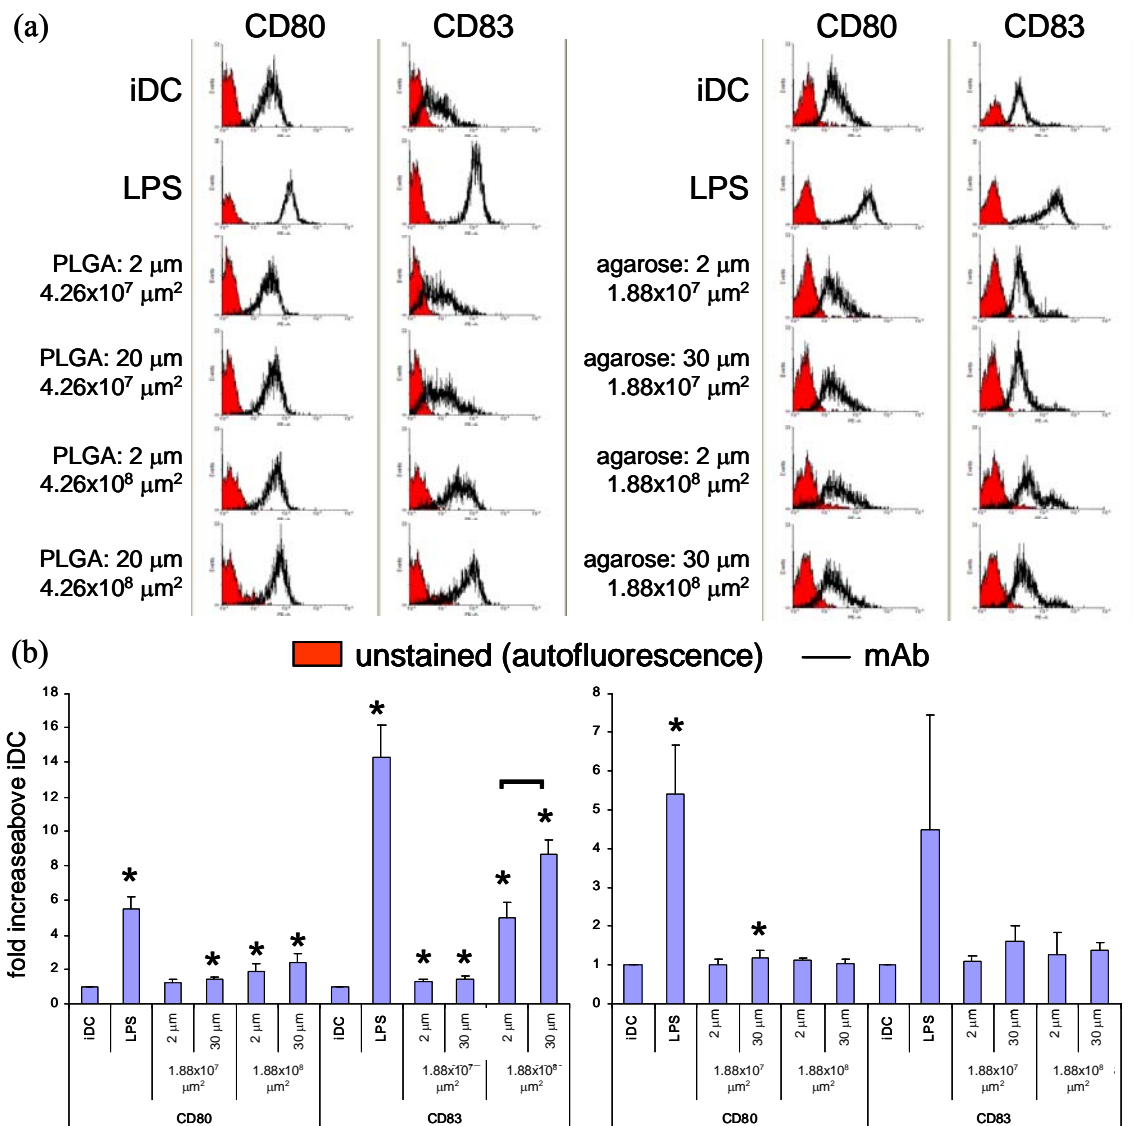 (a)
CD80 CD83 CD80 CD83
iDC iDC
LPS LPS
PLGA: 2 μm agarose: 2 μm
4.26x10⁷ μm² 1.88x10⁷ μm²
PLGA: 20 μm agarose: 30 μm
4.26x10⁷ μm² 1.88x10⁷ μm²
PLGA: 2 μm agarose: 2 μm
4.26x10⁸ μm² 1.88x10⁸ μm²
PLGA: 20 μm agarose: 30 μm
4.26x10⁸ μm² 1.88x10⁸ μm²
(b)
unstained (autofluorescence) mAb
fold increaseabove iDC
18
16
14
12
10
8
6
4
2
0
* * * * * * * * *
iDC LPS 2 μm 30 μm 2 μm 30 μm iDC LPS 2 μm 30 μm 2 μm 30 μm
1.88x10⁷ 1.88x10⁸ 1.88x10⁷ 1.88x10⁸
μm² μm² μm² μm²
CD80 CD83
8
7
6
5
4
3
2
1
0
* *
iDC LPS 2 μm 30 μm 2 μm 30 μm iDC LPS 2 μm 30 μm 2 μm 30 μm
1.88x10⁷ 1.88x10⁸ 1.88x10⁷ 1.88x10⁸
μm² μm² μm² μm²
CD80 CD83